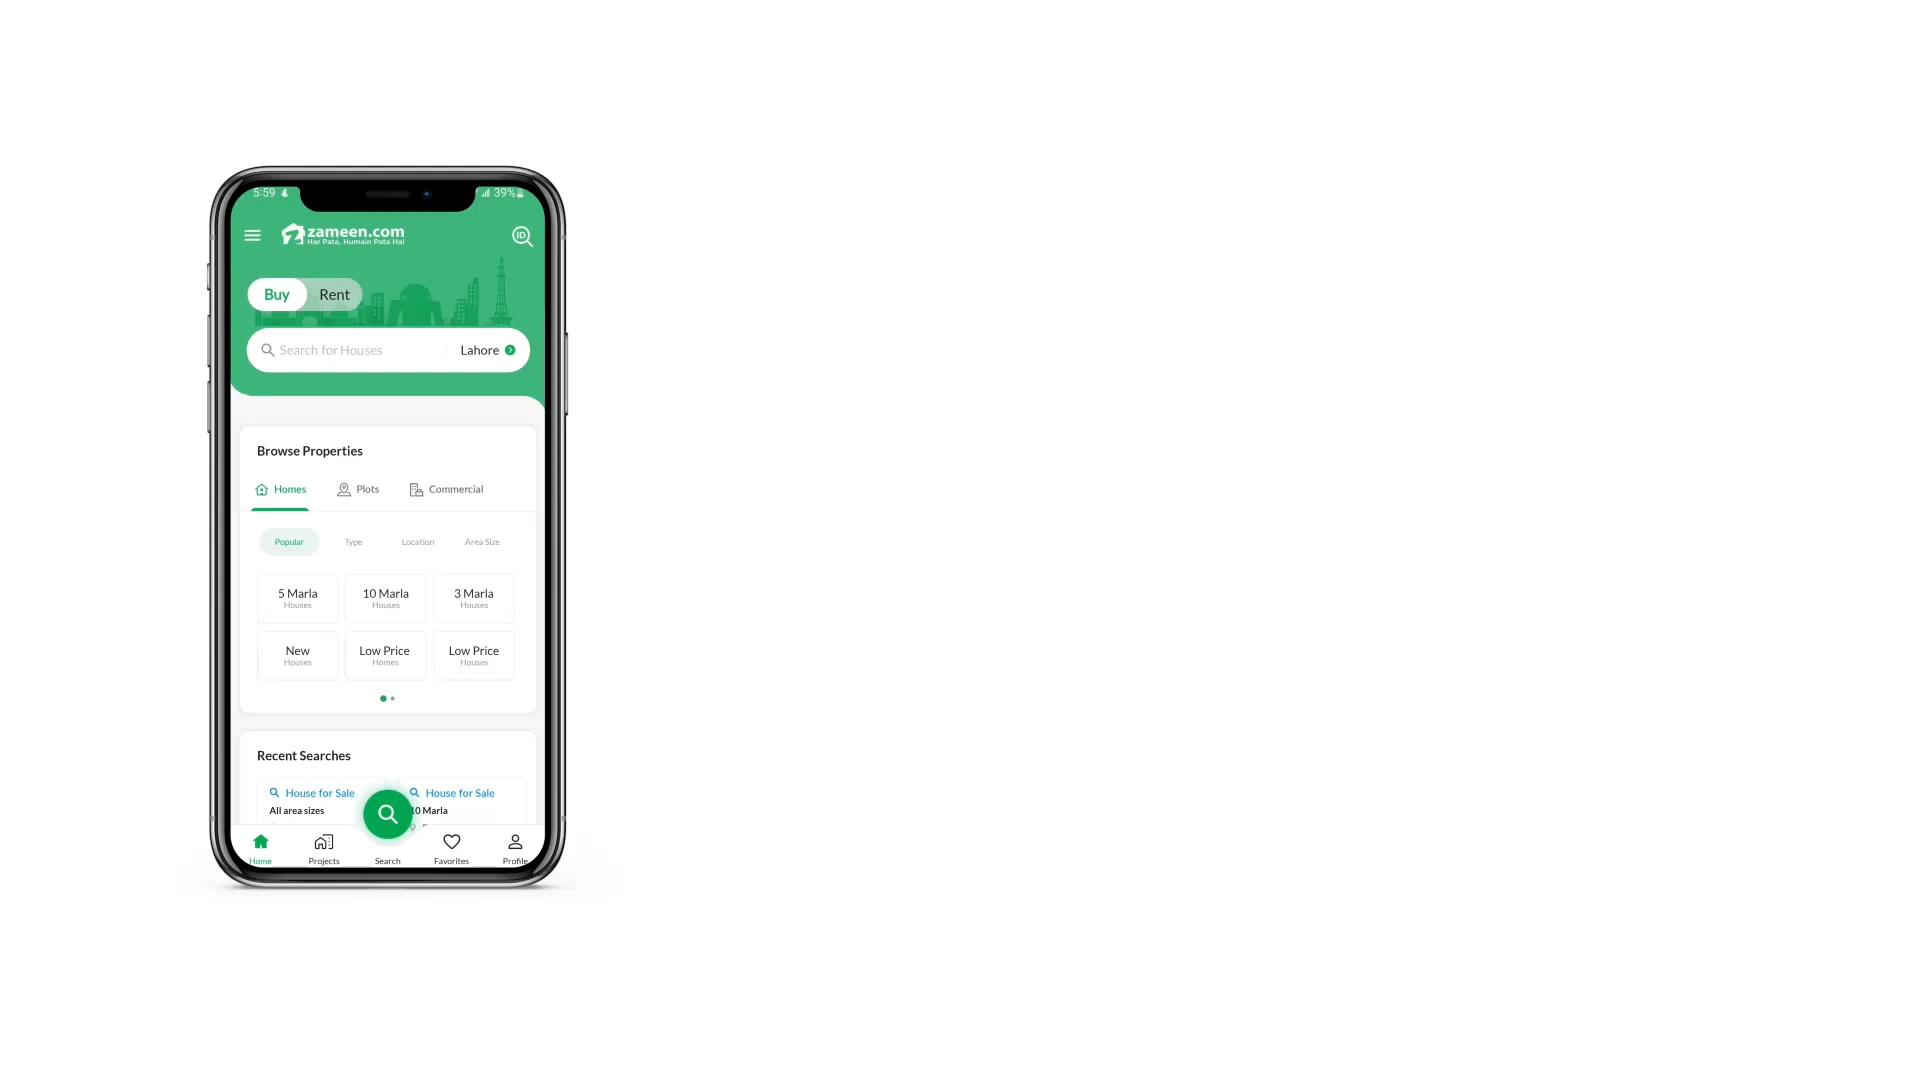 5:59
39%
zameen.com
Har Pata, Humain Pata Hai
ID
Buy Rent
Search for Houses Lahore
Browse Properties
Homes Plots Commercial
Popular Type Location Area Size
5 Marla 10 Marla 3 Marla
Houses Houses Houses
New Low Price Low Price
Houses Homes Houses
Recent Searches
House for Sale House for Sale
All area sizes 10 Marla
Home Projects Search Favorites Profile